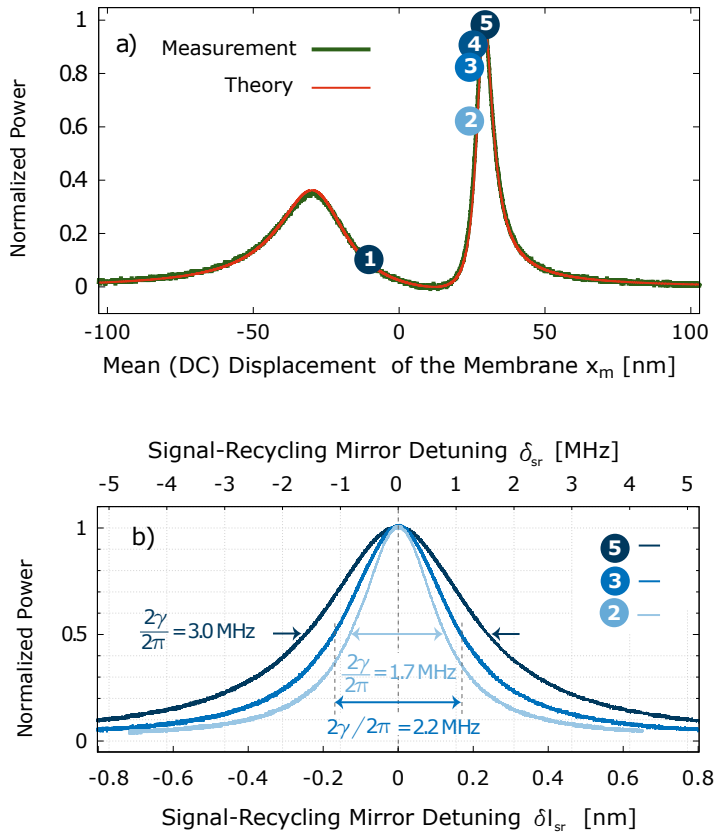 a)
Measurement
Theory
5
4
3
2
1
Normalized Power
1
0.8
0.6
0.4
0.2
0
-100
-50
0
50
100
Mean (DC) Displacement of the Membrane xₘ [nm]
Signal-Recycling Mirror Detuning δₛᵣ [MHz]
-5 -4 -3 -2 -1 0 1 2 3 4 5
b)
5
3
2
Normalized Power
1
0.5
0
2γ/2π = 3.0 MHz
2γ/2π = 1.7 MHz
2γ/2π = 2.2 MHz
-0.8 -0.6 -0.4 -0.2 0 0.2 0.4 0.6 0.8
Signal-Recycling Mirror Detuning δlₛᵣ [nm]